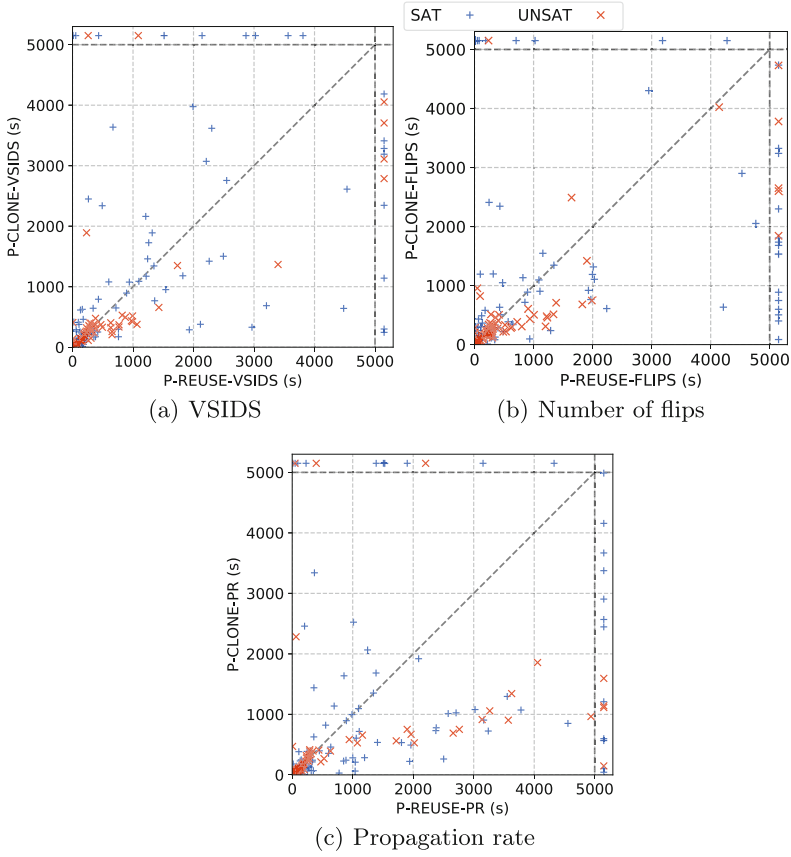 SAT + UNSAT ×
5000
4000
3000
2000
1000
0
P-CLONE-VSIDS (s)
0 1000 2000 3000 4000 5000
P-REUSE-VSIDS (s)
(a) VSIDS
5000
4000
3000
2000
1000
0
P-CLONE-FLIPS (s)
0 1000 2000 3000 4000 5000
P-REUSE-FLIPS (s)
(b) Number of flips
5000
4000
3000
2000
1000
0
P-CLONE-PR (s)
0 1000 2000 3000 4000 5000
P-REUSE-PR (s)
(c) Propagation rate